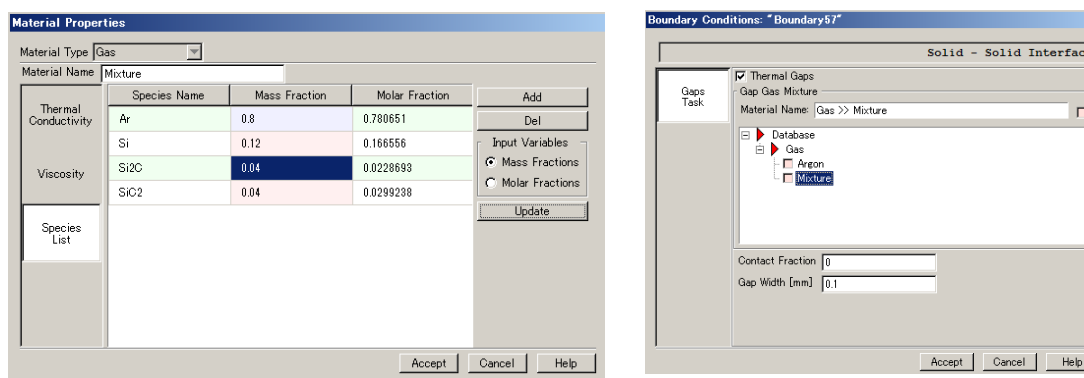 Material Properties
Material Type Gas
Material Name Mixture
Thermal
Conductivity
Viscosity
Species
List
Species Name Mass Fraction Molar Fraction
Ar 0.8 0.780651
Si 0.12 0.166556
Si2C 0.04 0.0228693
SiC2 0.04 0.0299238
Add
Del
Input Variables
Mass Fractions
Molar Fractions
Update
Accept Cancel Help
Boundary Conditions: "Boundary57"
Solid - Solid Interfac
Gaps
Task
Thermal Gaps
Gap Gas Mixture
Material Name: Gas >> Mixture
Database
Gas
Argon
Mixture
Contact Fraction 0
Gap Width [mm] 0.1
Accept Cancel Help